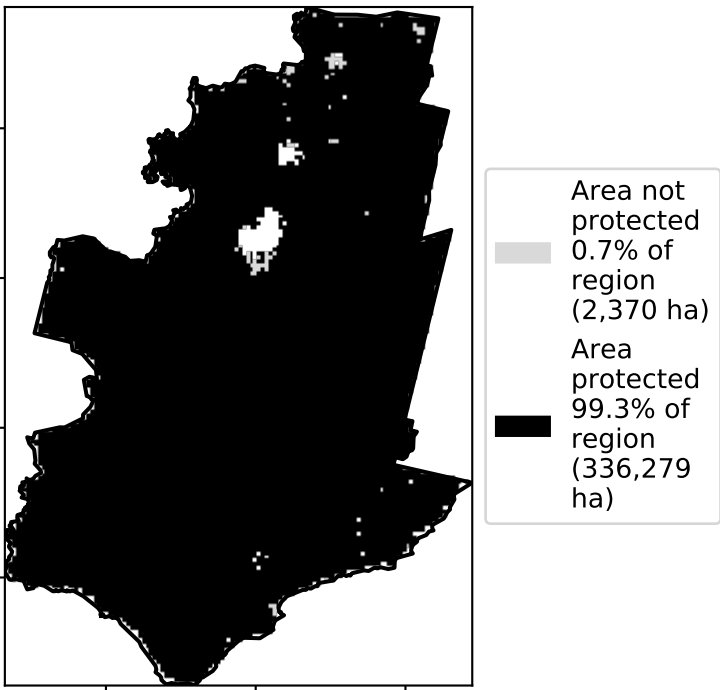 Area not
protected
0.7% of
region
(2,370 ha)
Area
protected
99.3% of
region
(336,279
ha)